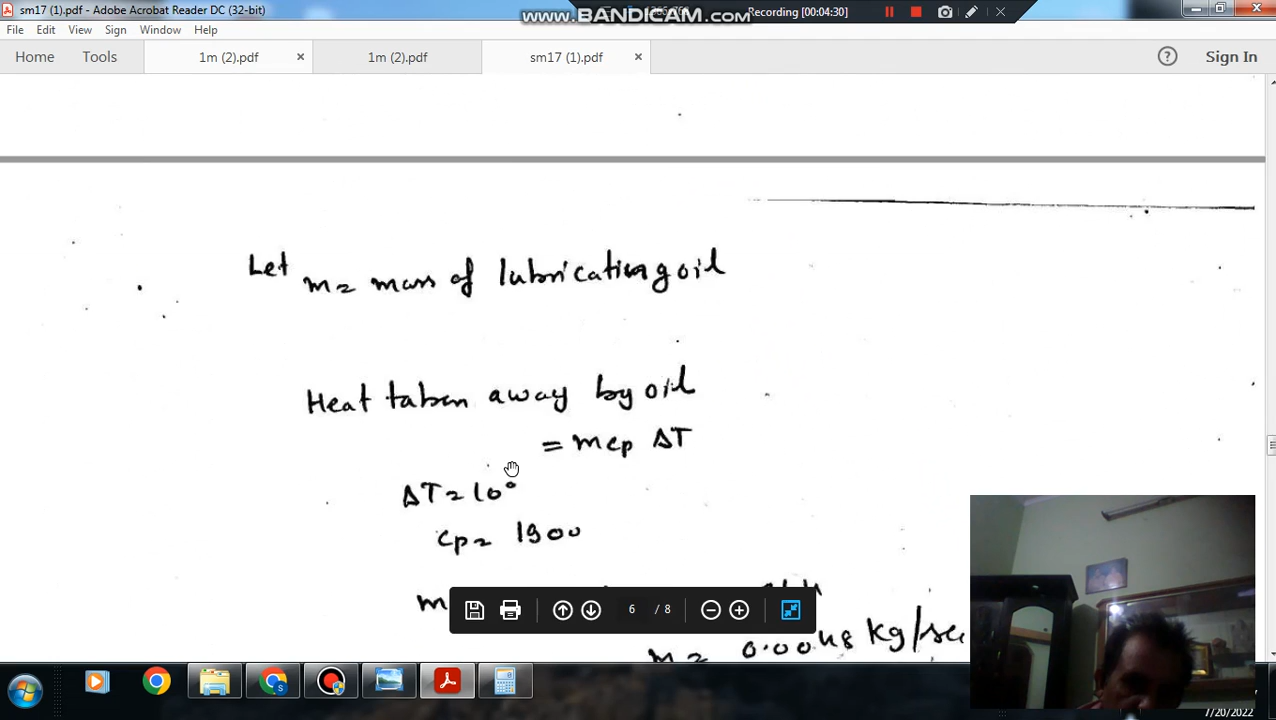 sm17 (1).pdf - Adobe Acrobat Reader DC (32-bit)
www.BANDICAM.com
Recording [00:04:30]
File Edit View Sign Window Help
Home Tools 1m (2).pdf × 1m (2).pdf sm17 (1).pdf × ? Sign In
Let m = mass of lubricating oil
Heat taken away by oil
= mcp ΔT
ΔT = 10°
cp = 1900
m
6 / 8
m = 0.0048 kg/sec
7/20/2022